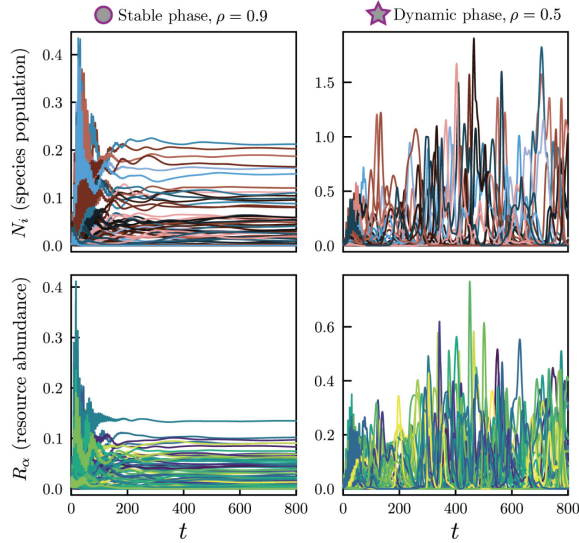 Stable phase, ρ = 0.9
Dynamic phase, ρ = 0.5
N_i (species population)
0.4
0.3
0.2
0.1
0.0
1.5
1.0
0.5
0.0
R_α (resource abundance)
0.4
0.3
0.2
0.1
0.0
0.6
0.4
0.2
0.0
0 200 400 600 800
0 200 400 600 800
t
t